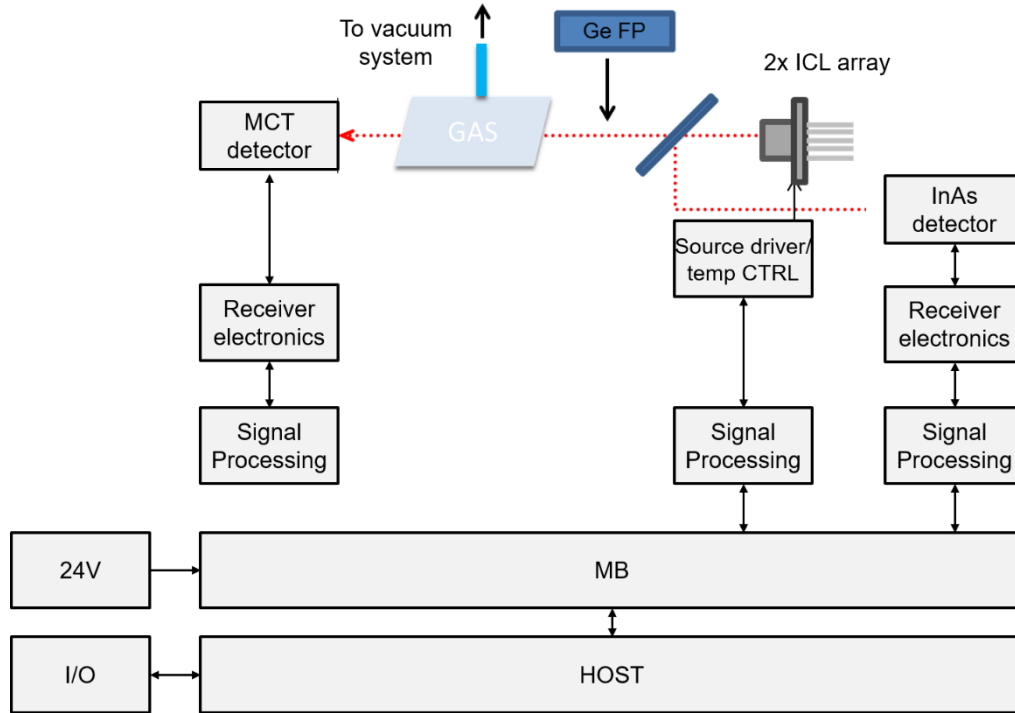 To vacuum
system
Ge FP
2x ICL array
MCT
detector
GAS
InAs
detector
Source driver/
temp CTRL
Receiver
electronics
Receiver
electronics
Signal
Processing
Signal
Processing
Signal
Processing
24V
MB
I/O
HOST